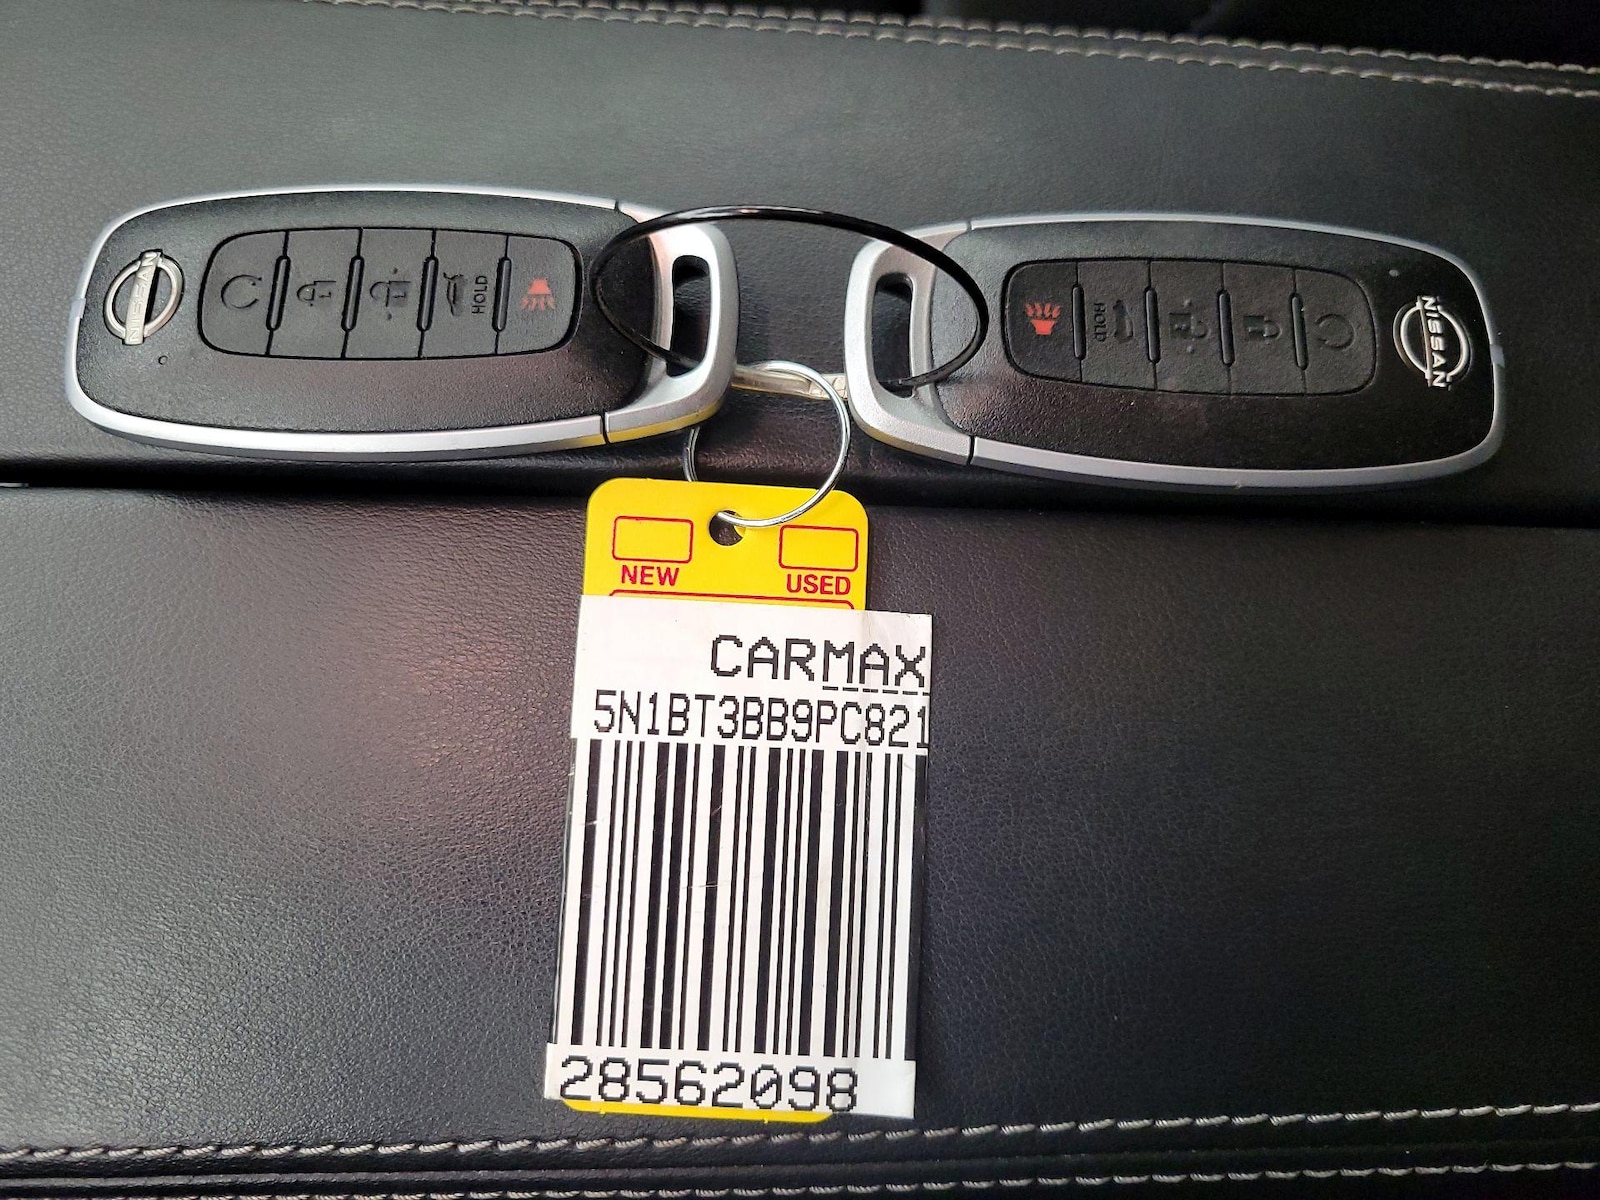 NISSAN
HOLD
HOLD
NISSAN
NEW
USED
CARMAX
5N1BT3BB9PC821
28562098